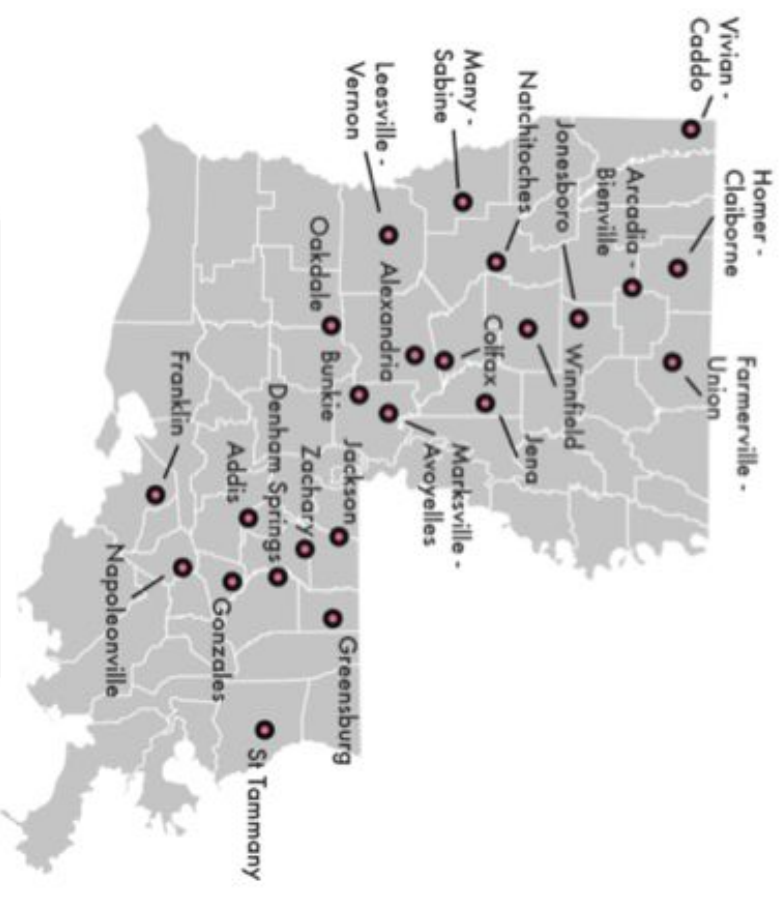 Vivian -
Caddo
Homer -
Claiborne
Farmerville -
Union
Arcadia -
Bienville
Jonesboro
Winnfield
Natchitoches
Many -
Sabine
Colfax
Jena
Leesville -
Vernon
Alexandria
Marksville -
Avoyelles
Oakdale
Bunkie
Jackson
Greensburg
Zachary
Denham Springs
St Tammany
Addis
Gonzales
Franklin
Napoleonville